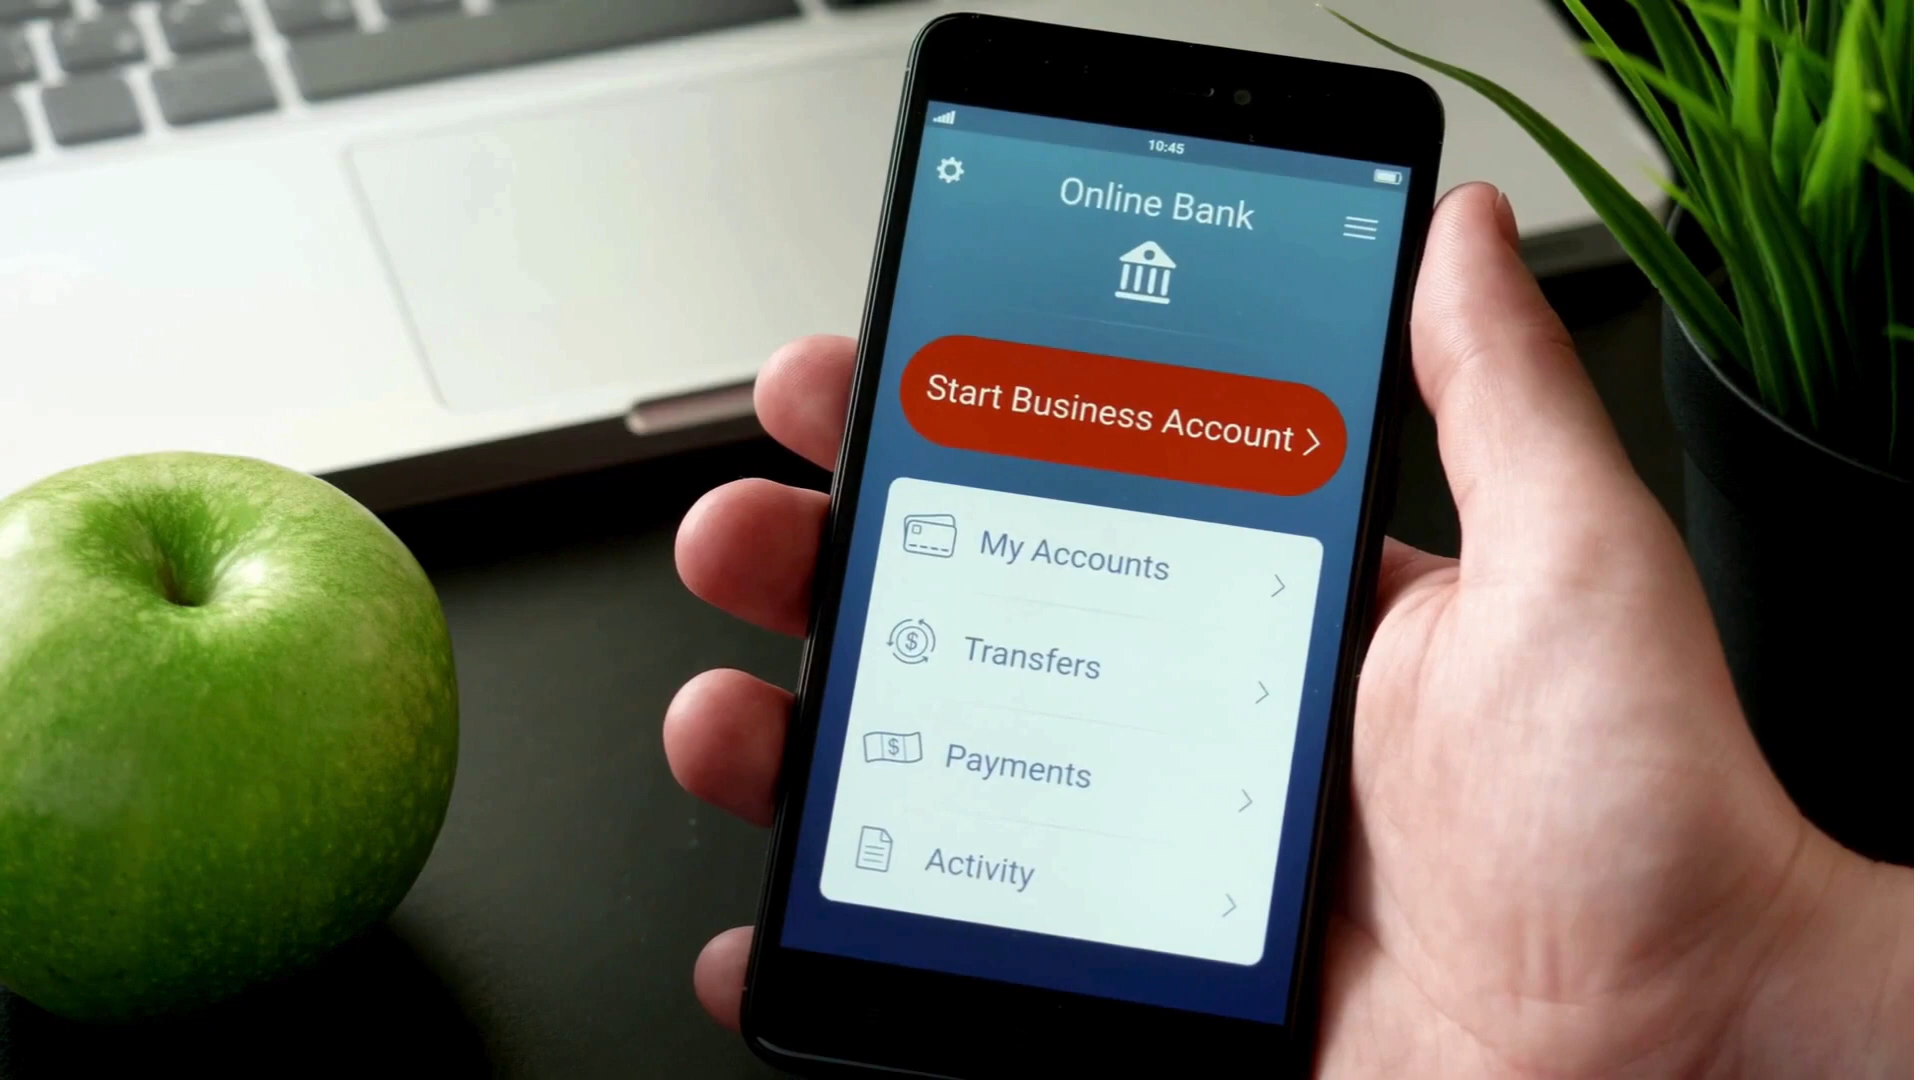 10:45
Online Bank
Start Business Account
My Accounts
Transfers
Payments
Activity